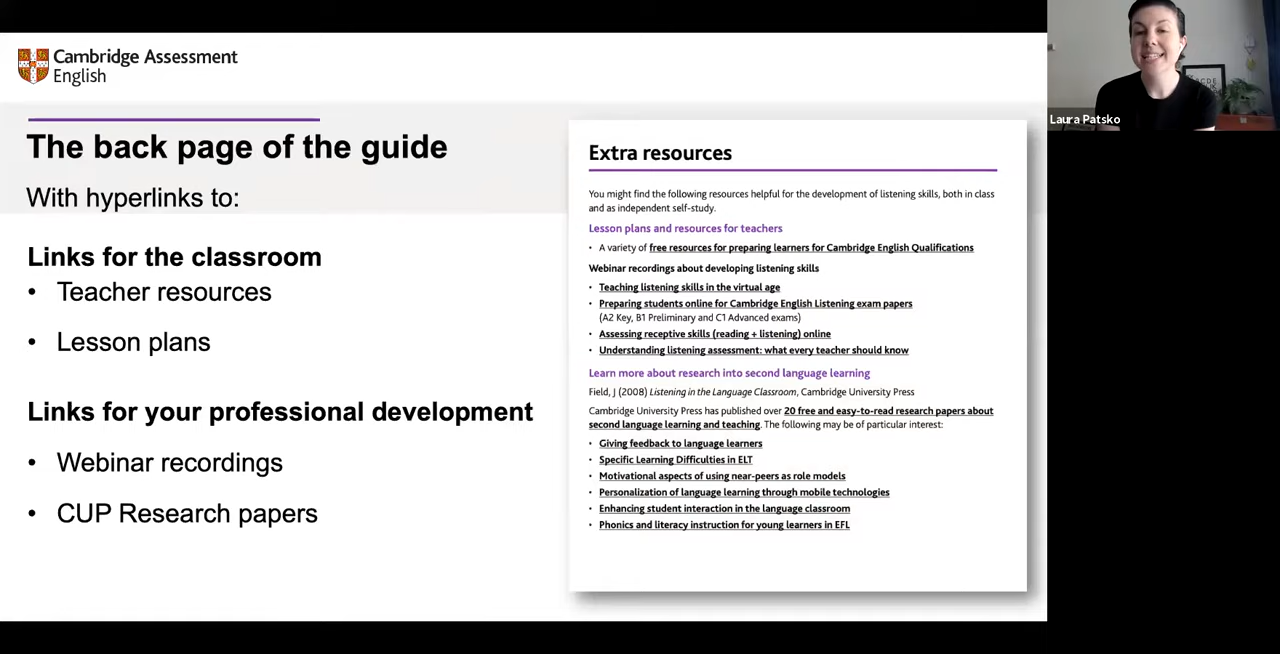 Cambridge Assessment
English
The back page of the guide
With hyperlinks to:
Links for the classroom
• Teacher resources
• Lesson plans
Links for your professional development
• Webinar recordings
• CUP Research papers
Extra resources
You might find the following resources helpful for the development of listening skills, both in class
and as independent self-study.
Lesson plans and resources for teachers
• A variety of free resources for preparing learners for Cambridge English Qualifications
Webinar recordings about developing listening skills
• Teaching listening skills in the virtual age
• Preparing students online for Cambridge English Listening exam papers
(A2 Key, B1 Preliminary and C1 Advanced exams)
• Assessing receptive skills (reading + listening) online
• Understanding listening assessment: what every teacher should know
Learn more about research into second language learning
Field, J (2008) Listening in the Language Classroom, Cambridge University Press
Cambridge University Press has published over 20 free and easy-to-read research papers about
second language learning and teaching. The following may be of particular interest:
• Giving feedback to language learners
• Specific Learning Difficulties in ELT
• Motivational aspects of using near-peers as role models
• Personalization of language learning through mobile technologies
• Enhancing student interaction in the language classroom
• Phonics and literacy instruction for young learners in EFL
Laura Patsko